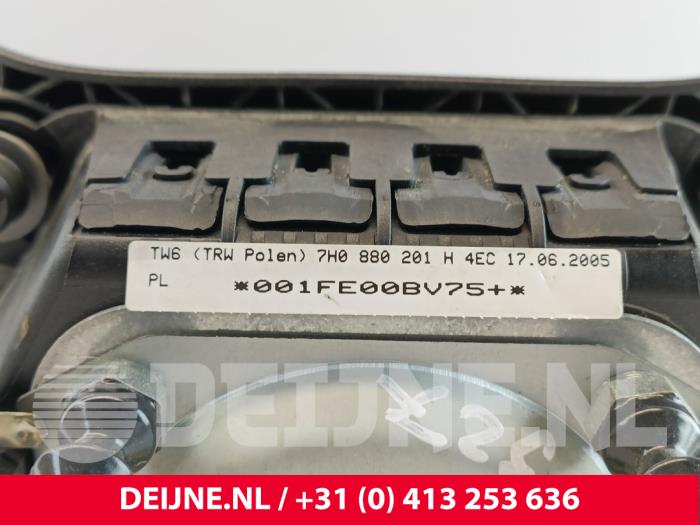 TW6 (TRW Polen) 7H0 880 201 H 4EC 17.06.2005
PL *001FE00BV75+*
DEIJNE.NL
DEIJNE.NL / +31 (0) 413 253 636